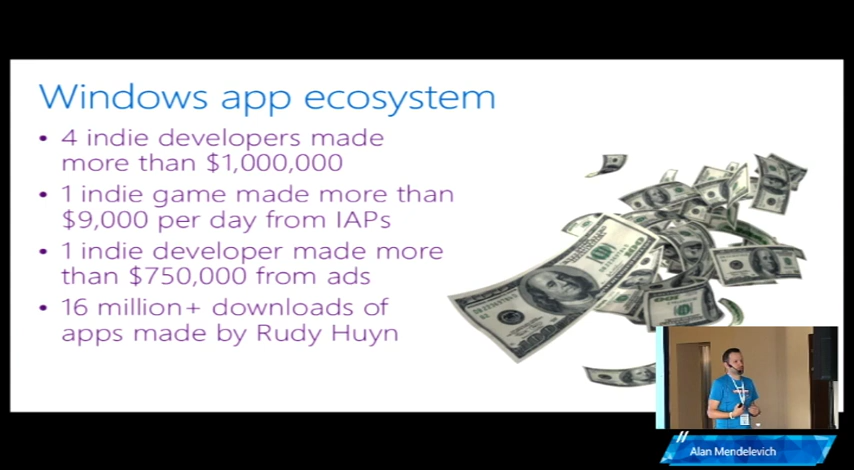 Windows app ecosystem
• 4 indie developers made
more than $1,000,000
• 1 indie game made more than
$9,000 per day from IAPs
• 1 indie developer made more
than $750,000 from ads
• 16 million+ downloads of
apps made by Rudy Huyn
Alan Mendelevich